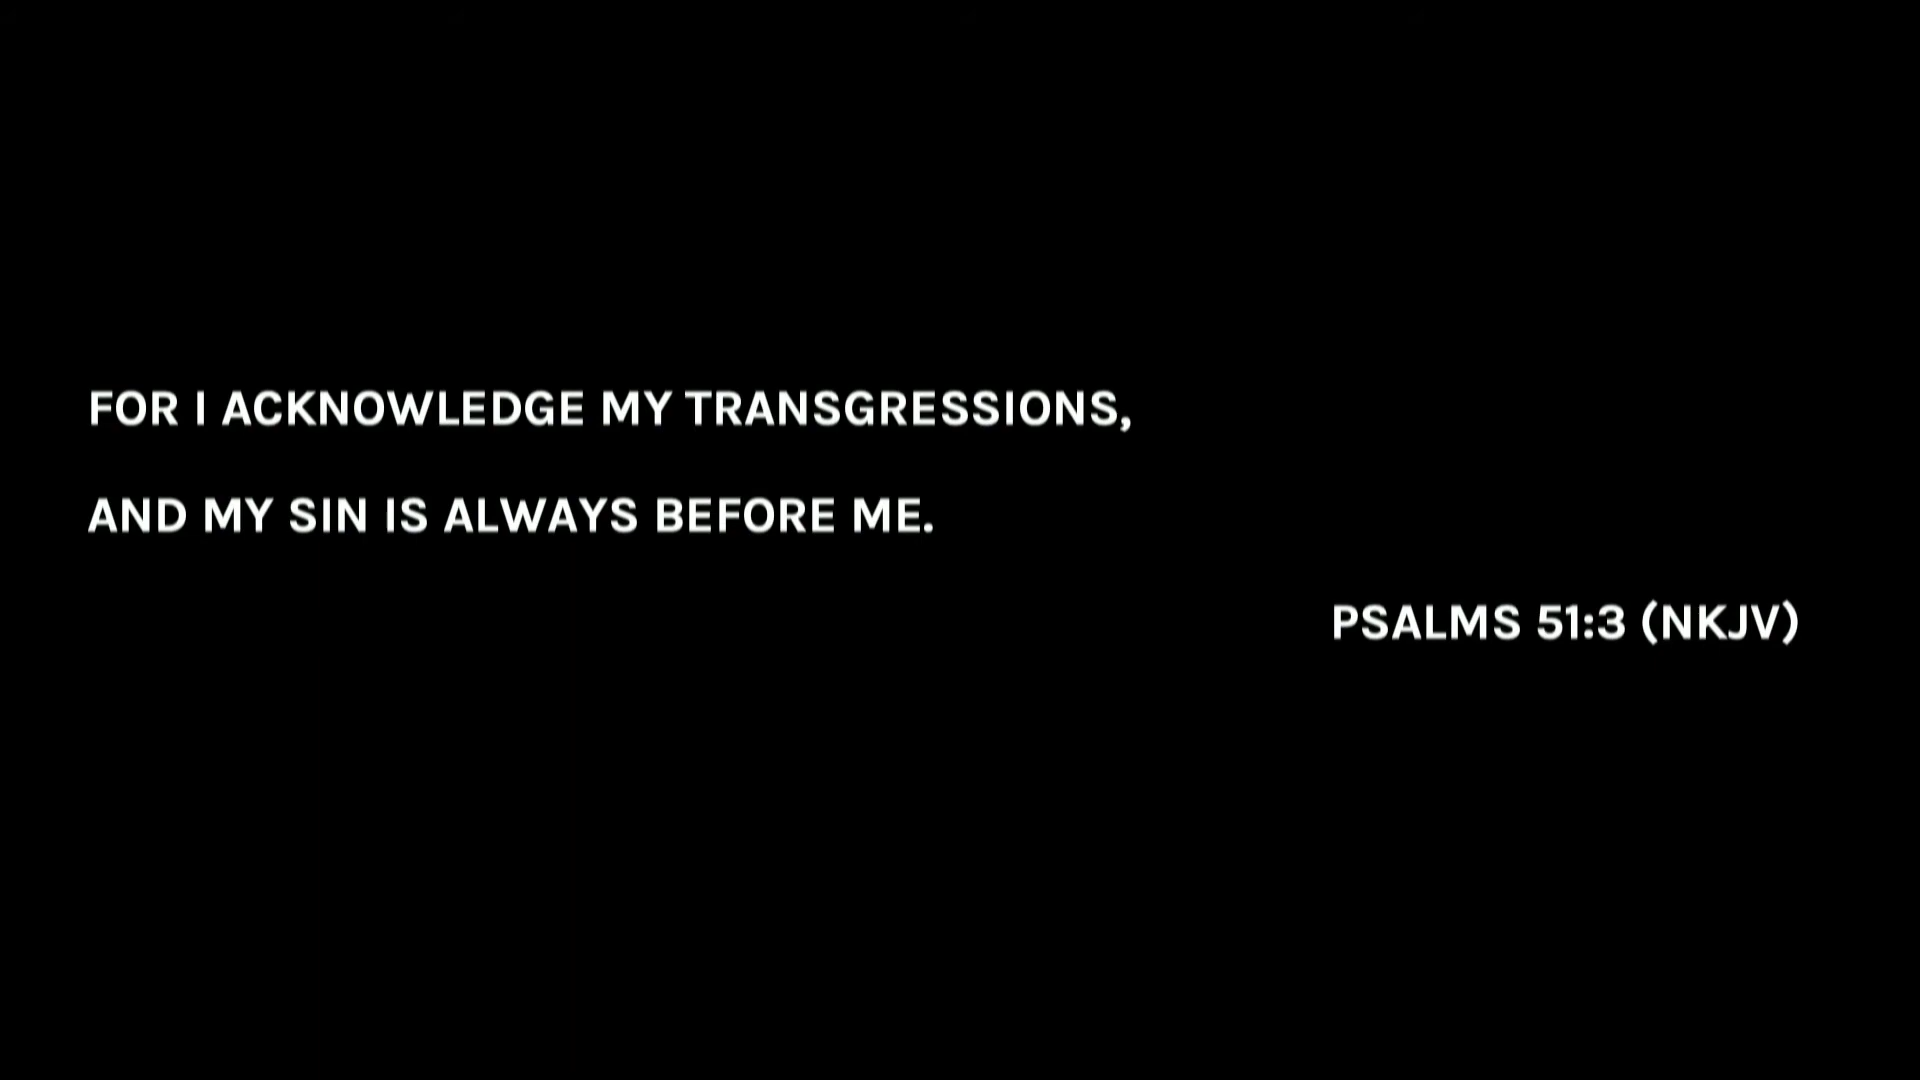 FOR I ACKNOWLEDGE MY TRANSGRESSIONS,
AND MY SIN IS ALWAYS BEFORE ME.
PSALMS 51:3 (NKJV)